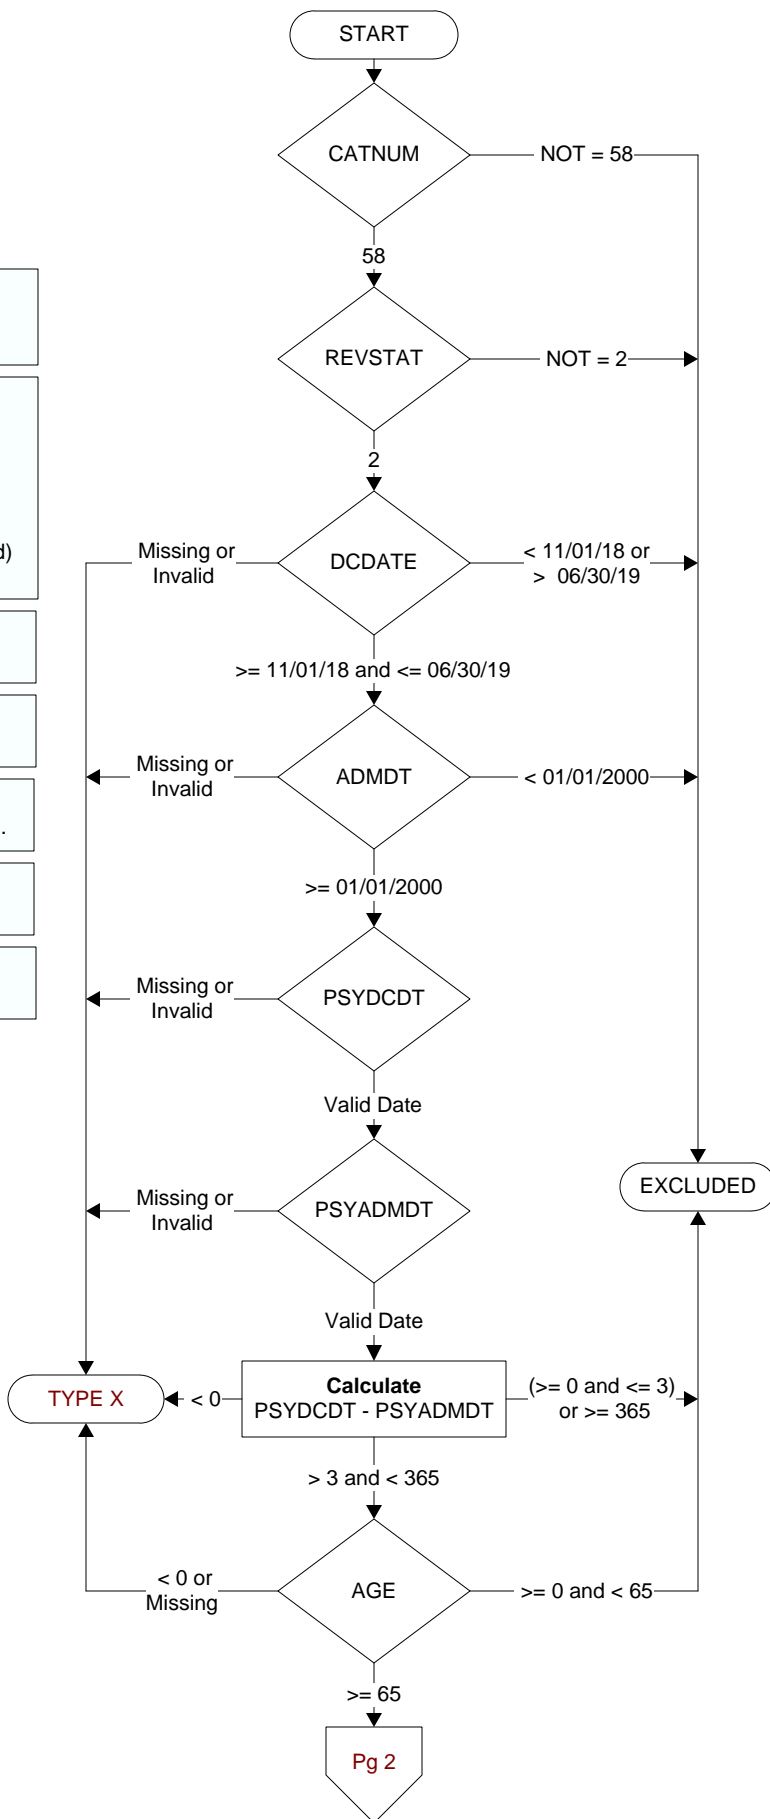 START
CATNUM
NOT = 58
58
REVSTAT
NOT = 2
2
d)
Missing or
Invalid
DCDATE
< 11/01/18 or
> 06/30/19
>= 11/01/18 and <= 06/30/19
Missing or
Invalid
ADMDT
< 01/01/2000
.
>= 01/01/2000
Missing or
Invalid
PSYDCDT
Valid Date
Missing or
Invalid
PSYADMDT
EXCLUDED
Valid Date
TYPE X
< 0
Calculate
PSYDCDT - PSYADMDT
(>= 0 and <= 3)
or >= 365
> 3 and < 365
< 0 or
Missing
AGE
>= 0 and < 65
>= 65
Pg 2